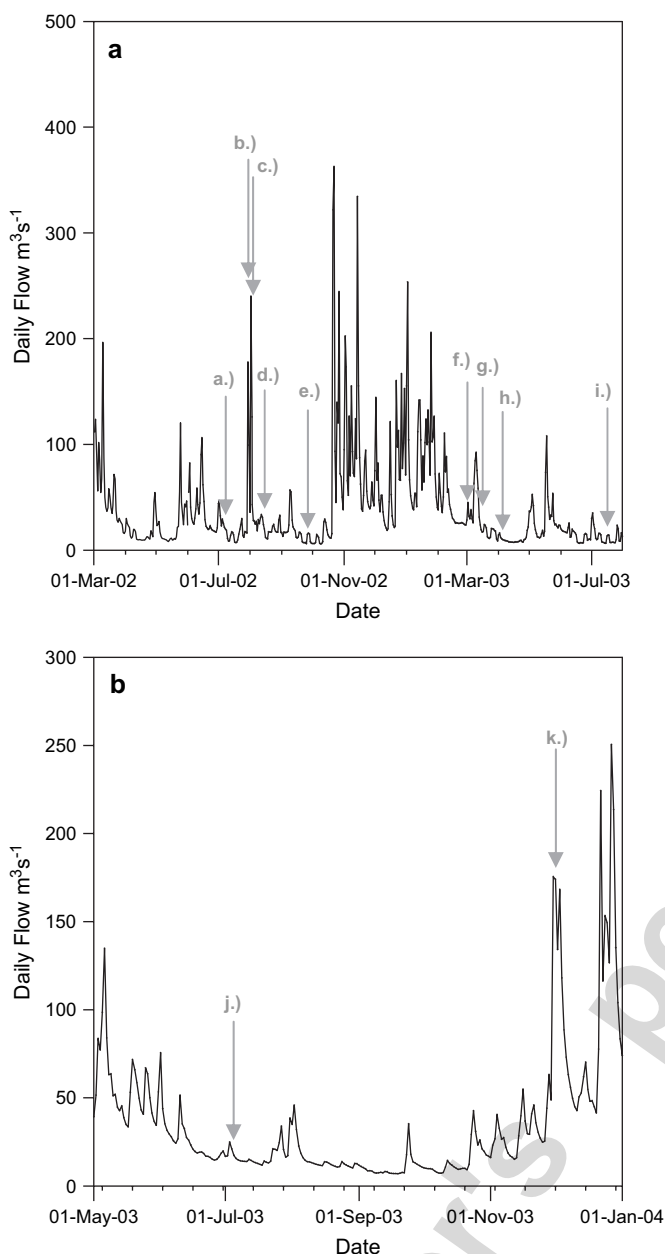 500
a
b.)
c.)
400
300
200
a.)
d.)
e.)
f.)
g.)
h.)
i.)
100
0
Daily Flow m³s⁻¹
01-Mar-02 01-Jul-02 01-Nov-02 01-Mar-03 01-Jul-03
Date
300
b
k.)
250
200
150
100
j.)
50
0
Daily Flow m³s⁻¹
01-May-03 01-Jul-03 01-Sep-03 01-Nov-03 01-Jan-04
Date
r's pe